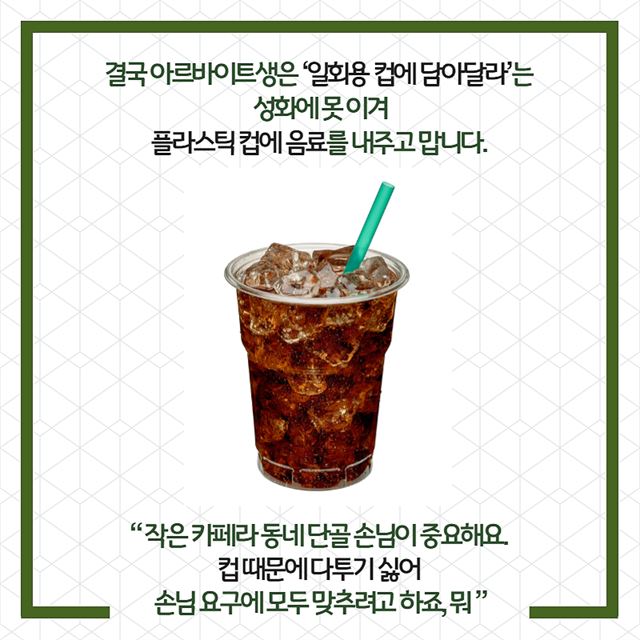 결국 아르바이트생은 ‘일회용 컵에 담아달라’는
성화에 못 이겨
플라스틱 컵에 음료를 내주고 맙니다.
“ 작은 카페라 동네 단골 손님이 중요해요.
컵 때문에 다투기 싫어
손님 요구에 모두 맞추려고 하죠, 뭐 ”